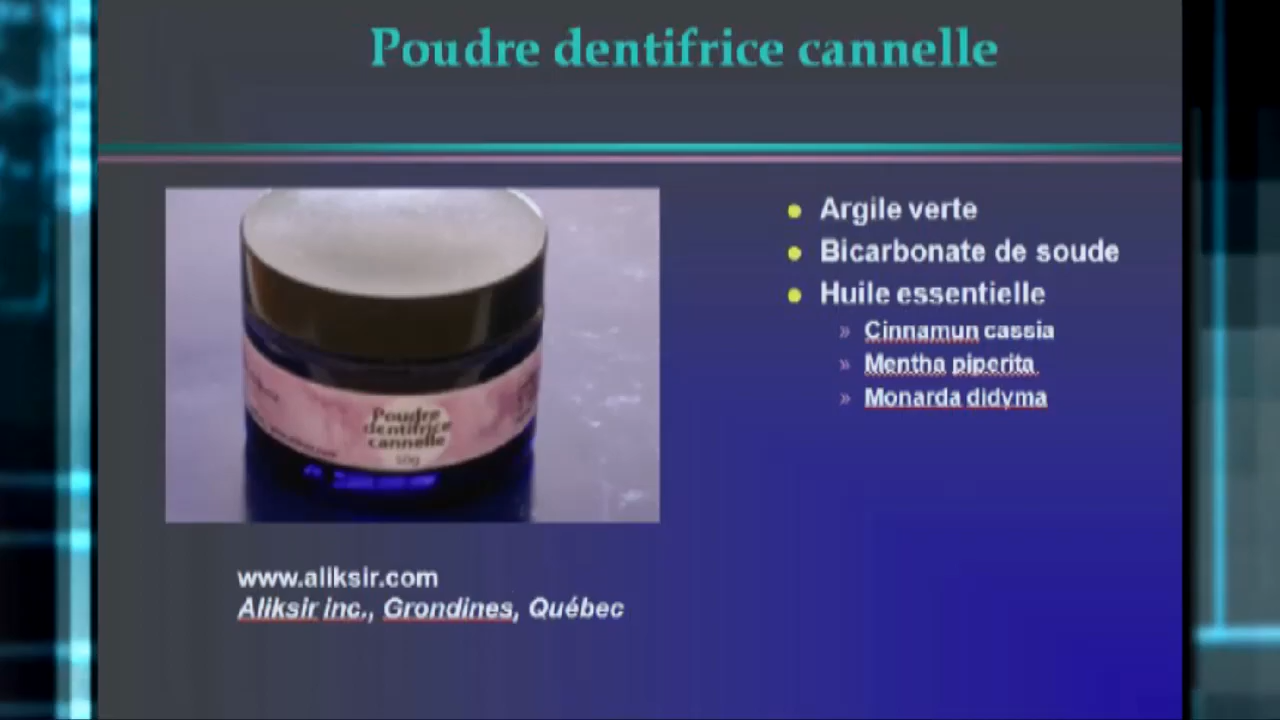 Poudre dentifrice cannelle
Argile verte
Bicarbonate de soude
Huile essentielle
» Cinnamun cassia
» Mentha piperita
» Monarda didyma
Poudre
dentifrice
cannelle
50g
www.aliksir.com
Aliksir inc., Grondines, Québec